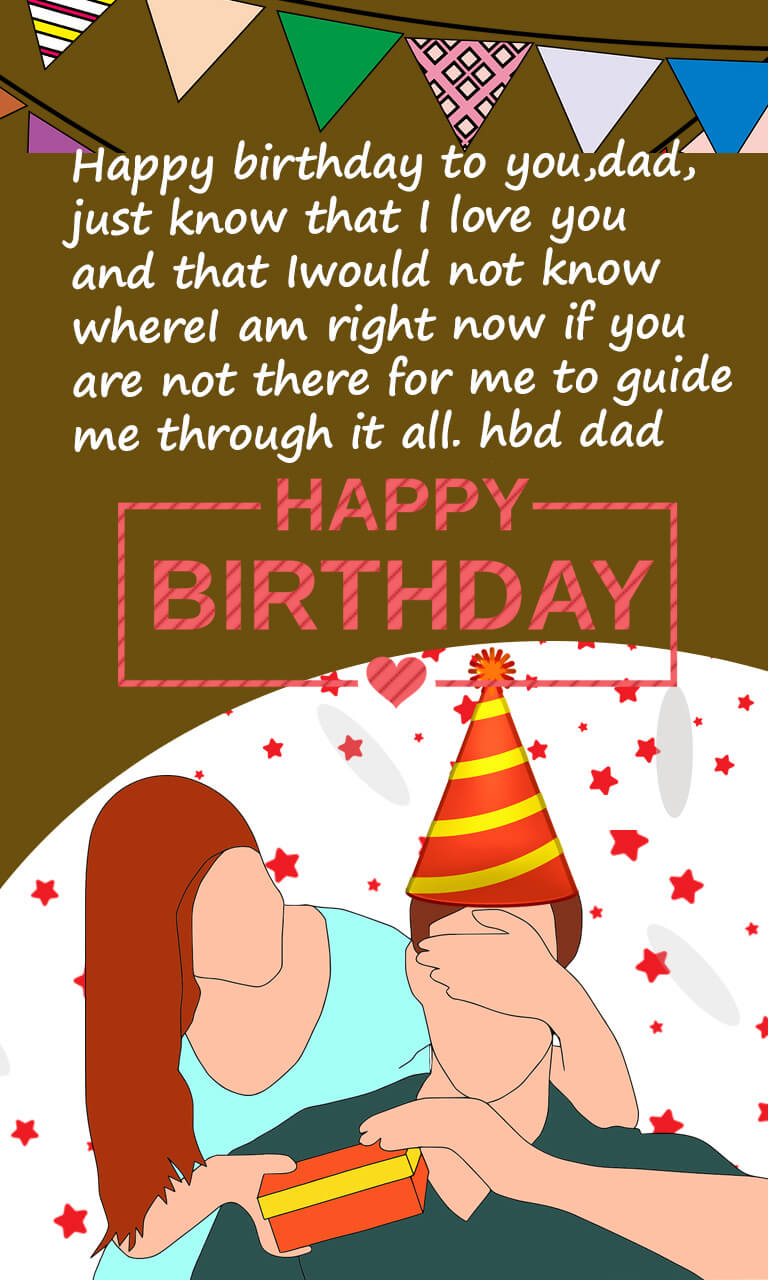 Happy birthday to you,dad,
just know that I love you
and that Iwould not know
whereI am right now if you
are not there for me to guide
me through it all. hbd dad
HAPPY
BIRTHDAY